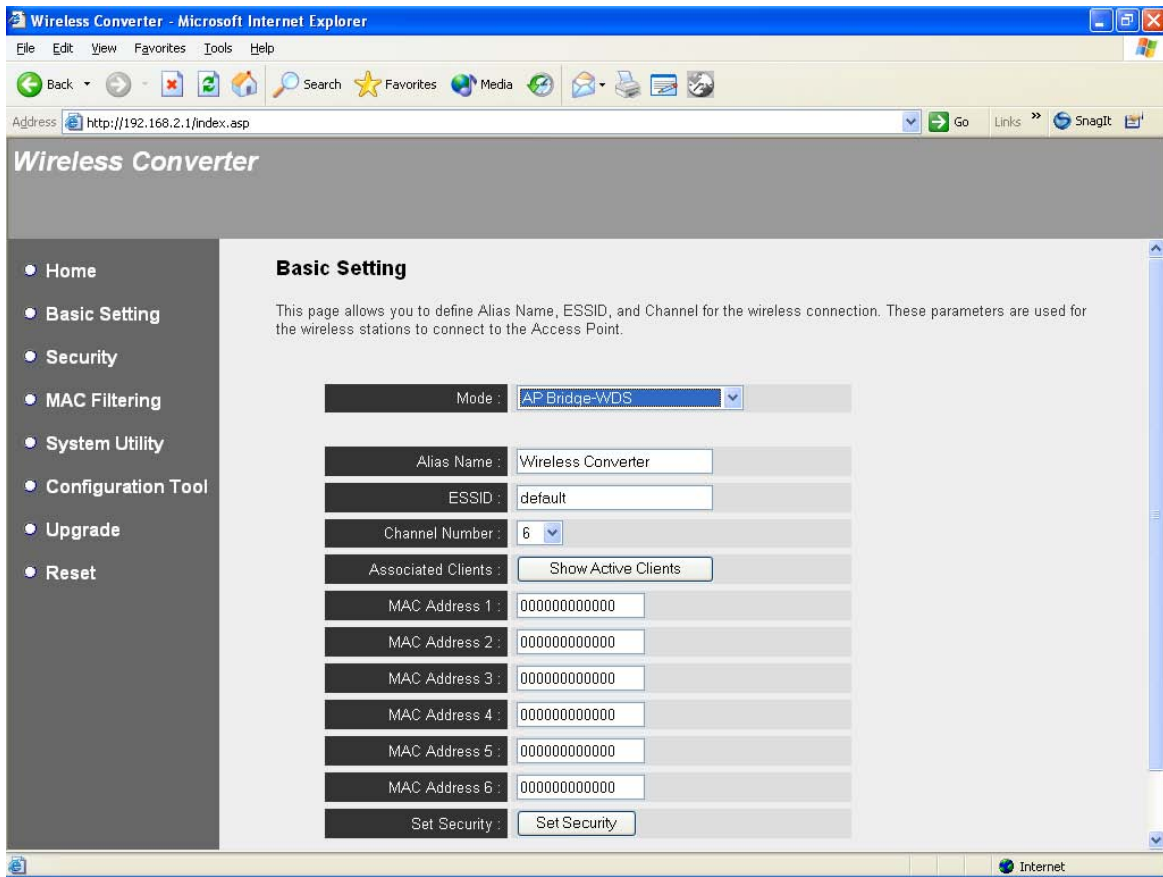 Wireless Converter - Microsoft Internet Explorer
File Edit View Favorites Tools Help
Back Search Favorites Media
Address http://192.168.2.1/index.asp Go Links » SnagIt
Wireless Converter
Home
Basic Setting
Security
MAC Filtering
System Utility
Configuration Tool
Upgrade
Reset
Basic Setting
This page allows you to define Alias Name, ESSID, and Channel for the wireless connection. These parameters are used for
the wireless stations to connect to the Access Point.
Mode : AP Bridge-WDS
Alias Name : Wireless Converter
ESSID : default
Channel Number : 6
Associated Clients : Show Active Clients
MAC Address 1 : 000000000000
MAC Address 2 : 000000000000
MAC Address 3 : 000000000000
MAC Address 4 : 000000000000
MAC Address 5 : 000000000000
MAC Address 6 : 000000000000
Set Security : Set Security
Internet